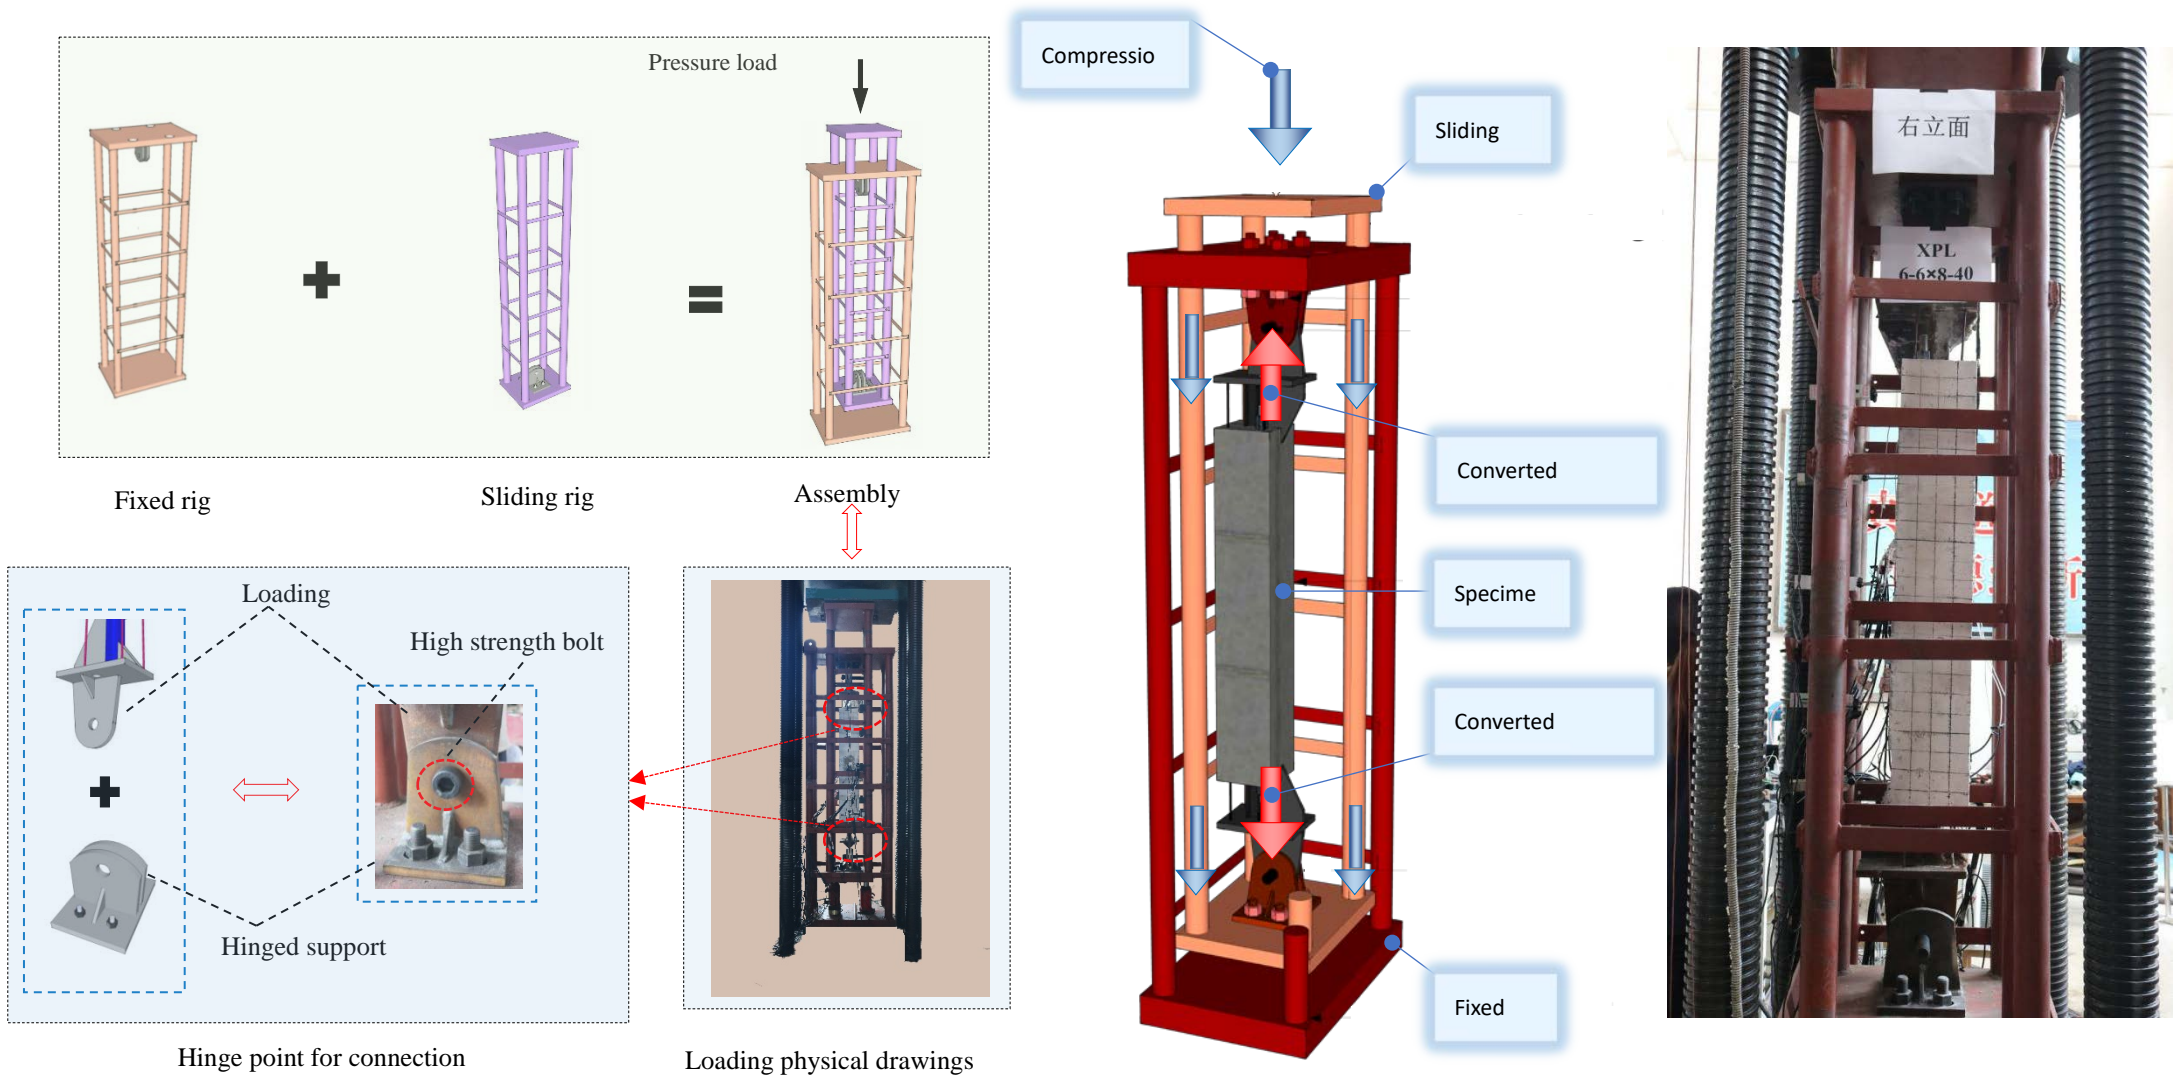 Pressure load
Fixed rig
Sliding rig
Assembly
Loading
High strength bolt
Hinged support
Hinge point for connection
Loading physical drawings
Compressio
Sliding
Converted
Specime
Converted
Fixed
右立面
XPL
6-6×8-40